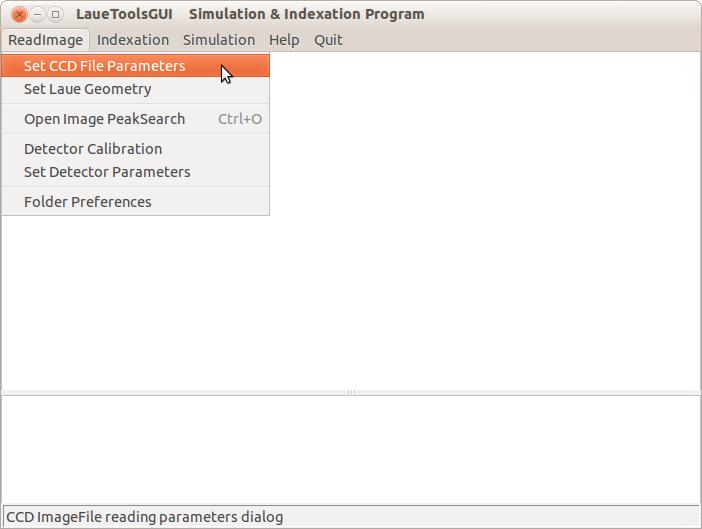 LaueToolsGUI    Simulation & Indexation Program
ReadImage Indexation Simulation Help Quit
Set CCD File Parameters
Set Laue Geometry
Open Image PeakSearch Ctrl+O
Detector Calibration
Set Detector Parameters
Folder Preferences
CCD ImageFile reading parameters dialog